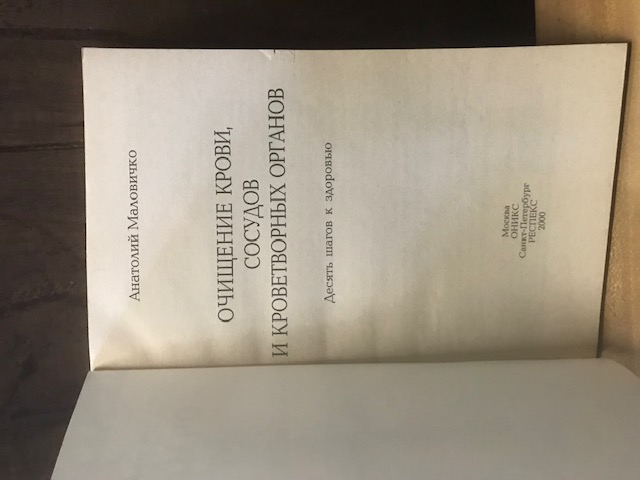 Анатолий Маловичко
ОЧИЩЕНИЕ КРОВИ,
СОСУДОВ
И КРОВЕТВОРНЫХ ОРГАНОВ
Десять шагов к здоровью
Москва
ОНИКС
Санкт-Петербург
РЕСПЕКС
2000